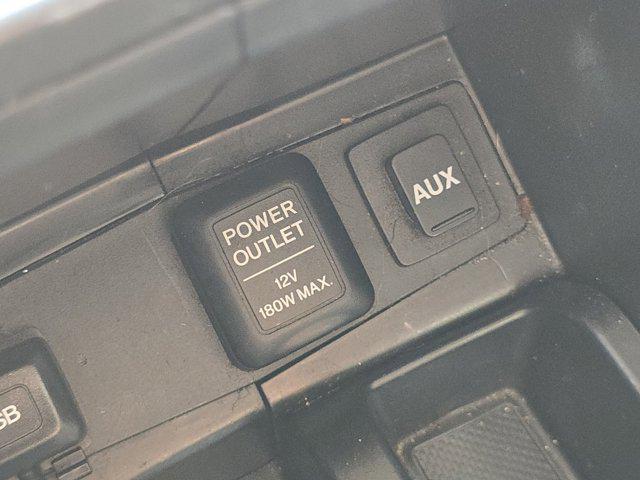 POWER
OUTLET
12V
180W MAX.
AUX